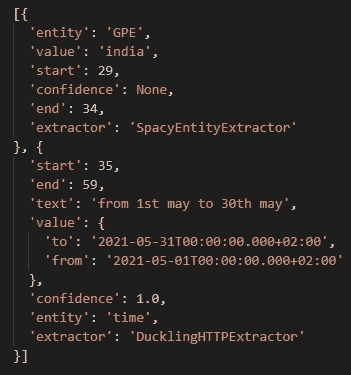 [{
'entity': 'GPE',
'value': 'india',
'start': 29,
'confidence': None,
'end': 34,
'extractor': 'SpacyEntityExtractor'
}, {
'start': 35,
'end': 59,
'text': 'from 1st may to 30th may',
'value': {
'to': '2021-05-31T00:00:00.000+02:00',
'from': '2021-05-01T00:00:00.000+02:00'
},
'confidence': 1.0,
'entity': 'time',
'extractor': 'DucklingHTTPExtractor'
}]